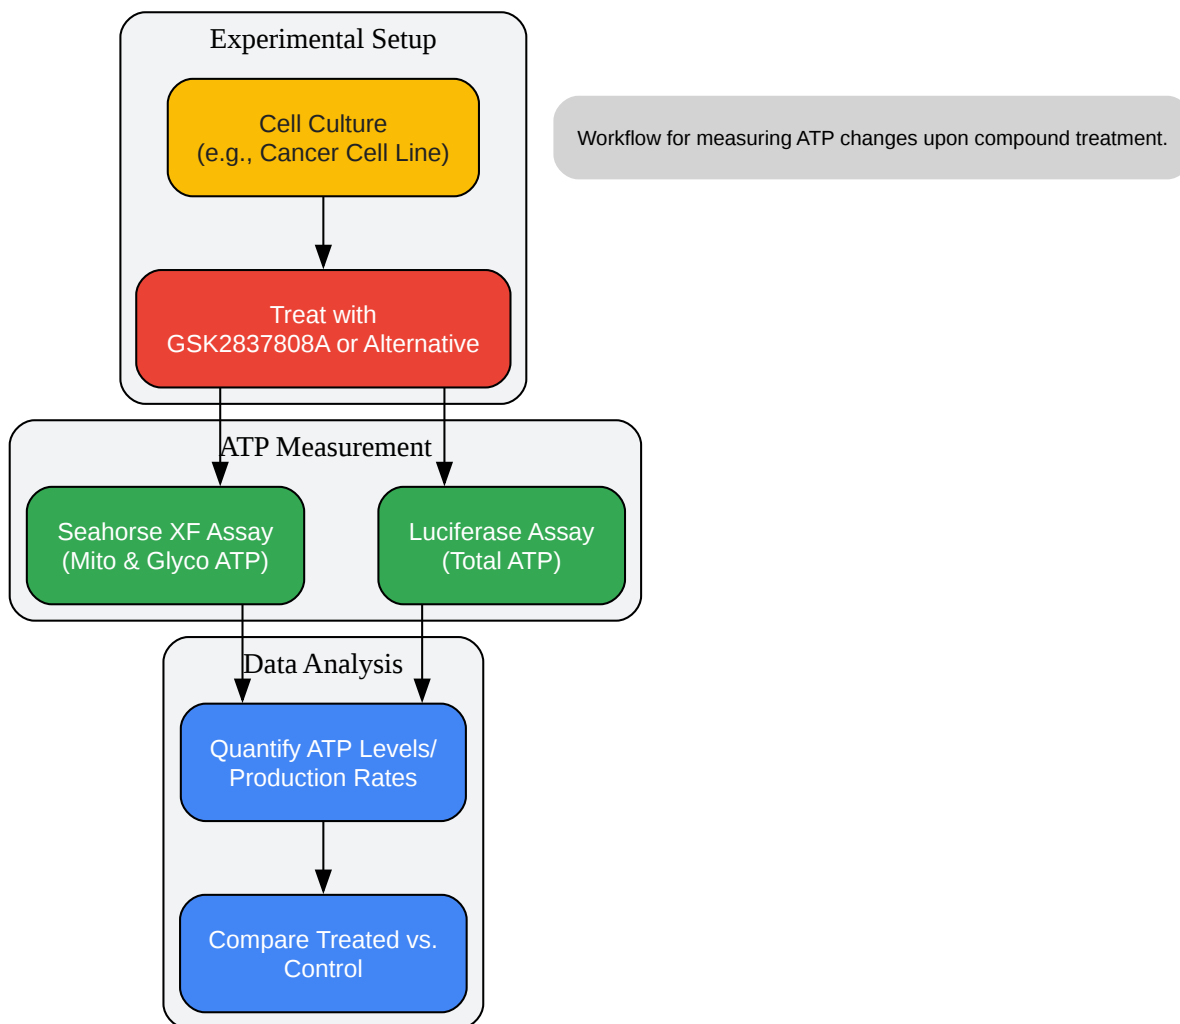 Experimental Setup
Cell Culture
(e.g., Cancer Cell Line)
Workflow for measuring ATP changes upon compound treatment.
Treat with
GSK2837808A or Alternative
ATP Measurement
Seahorse XF Assay
(Mito & Glyco ATP)
Luciferase Assay
(Total ATP)
Data Analysis
Quantify ATP Levels/
Production Rates
Compare Treated vs.
Control